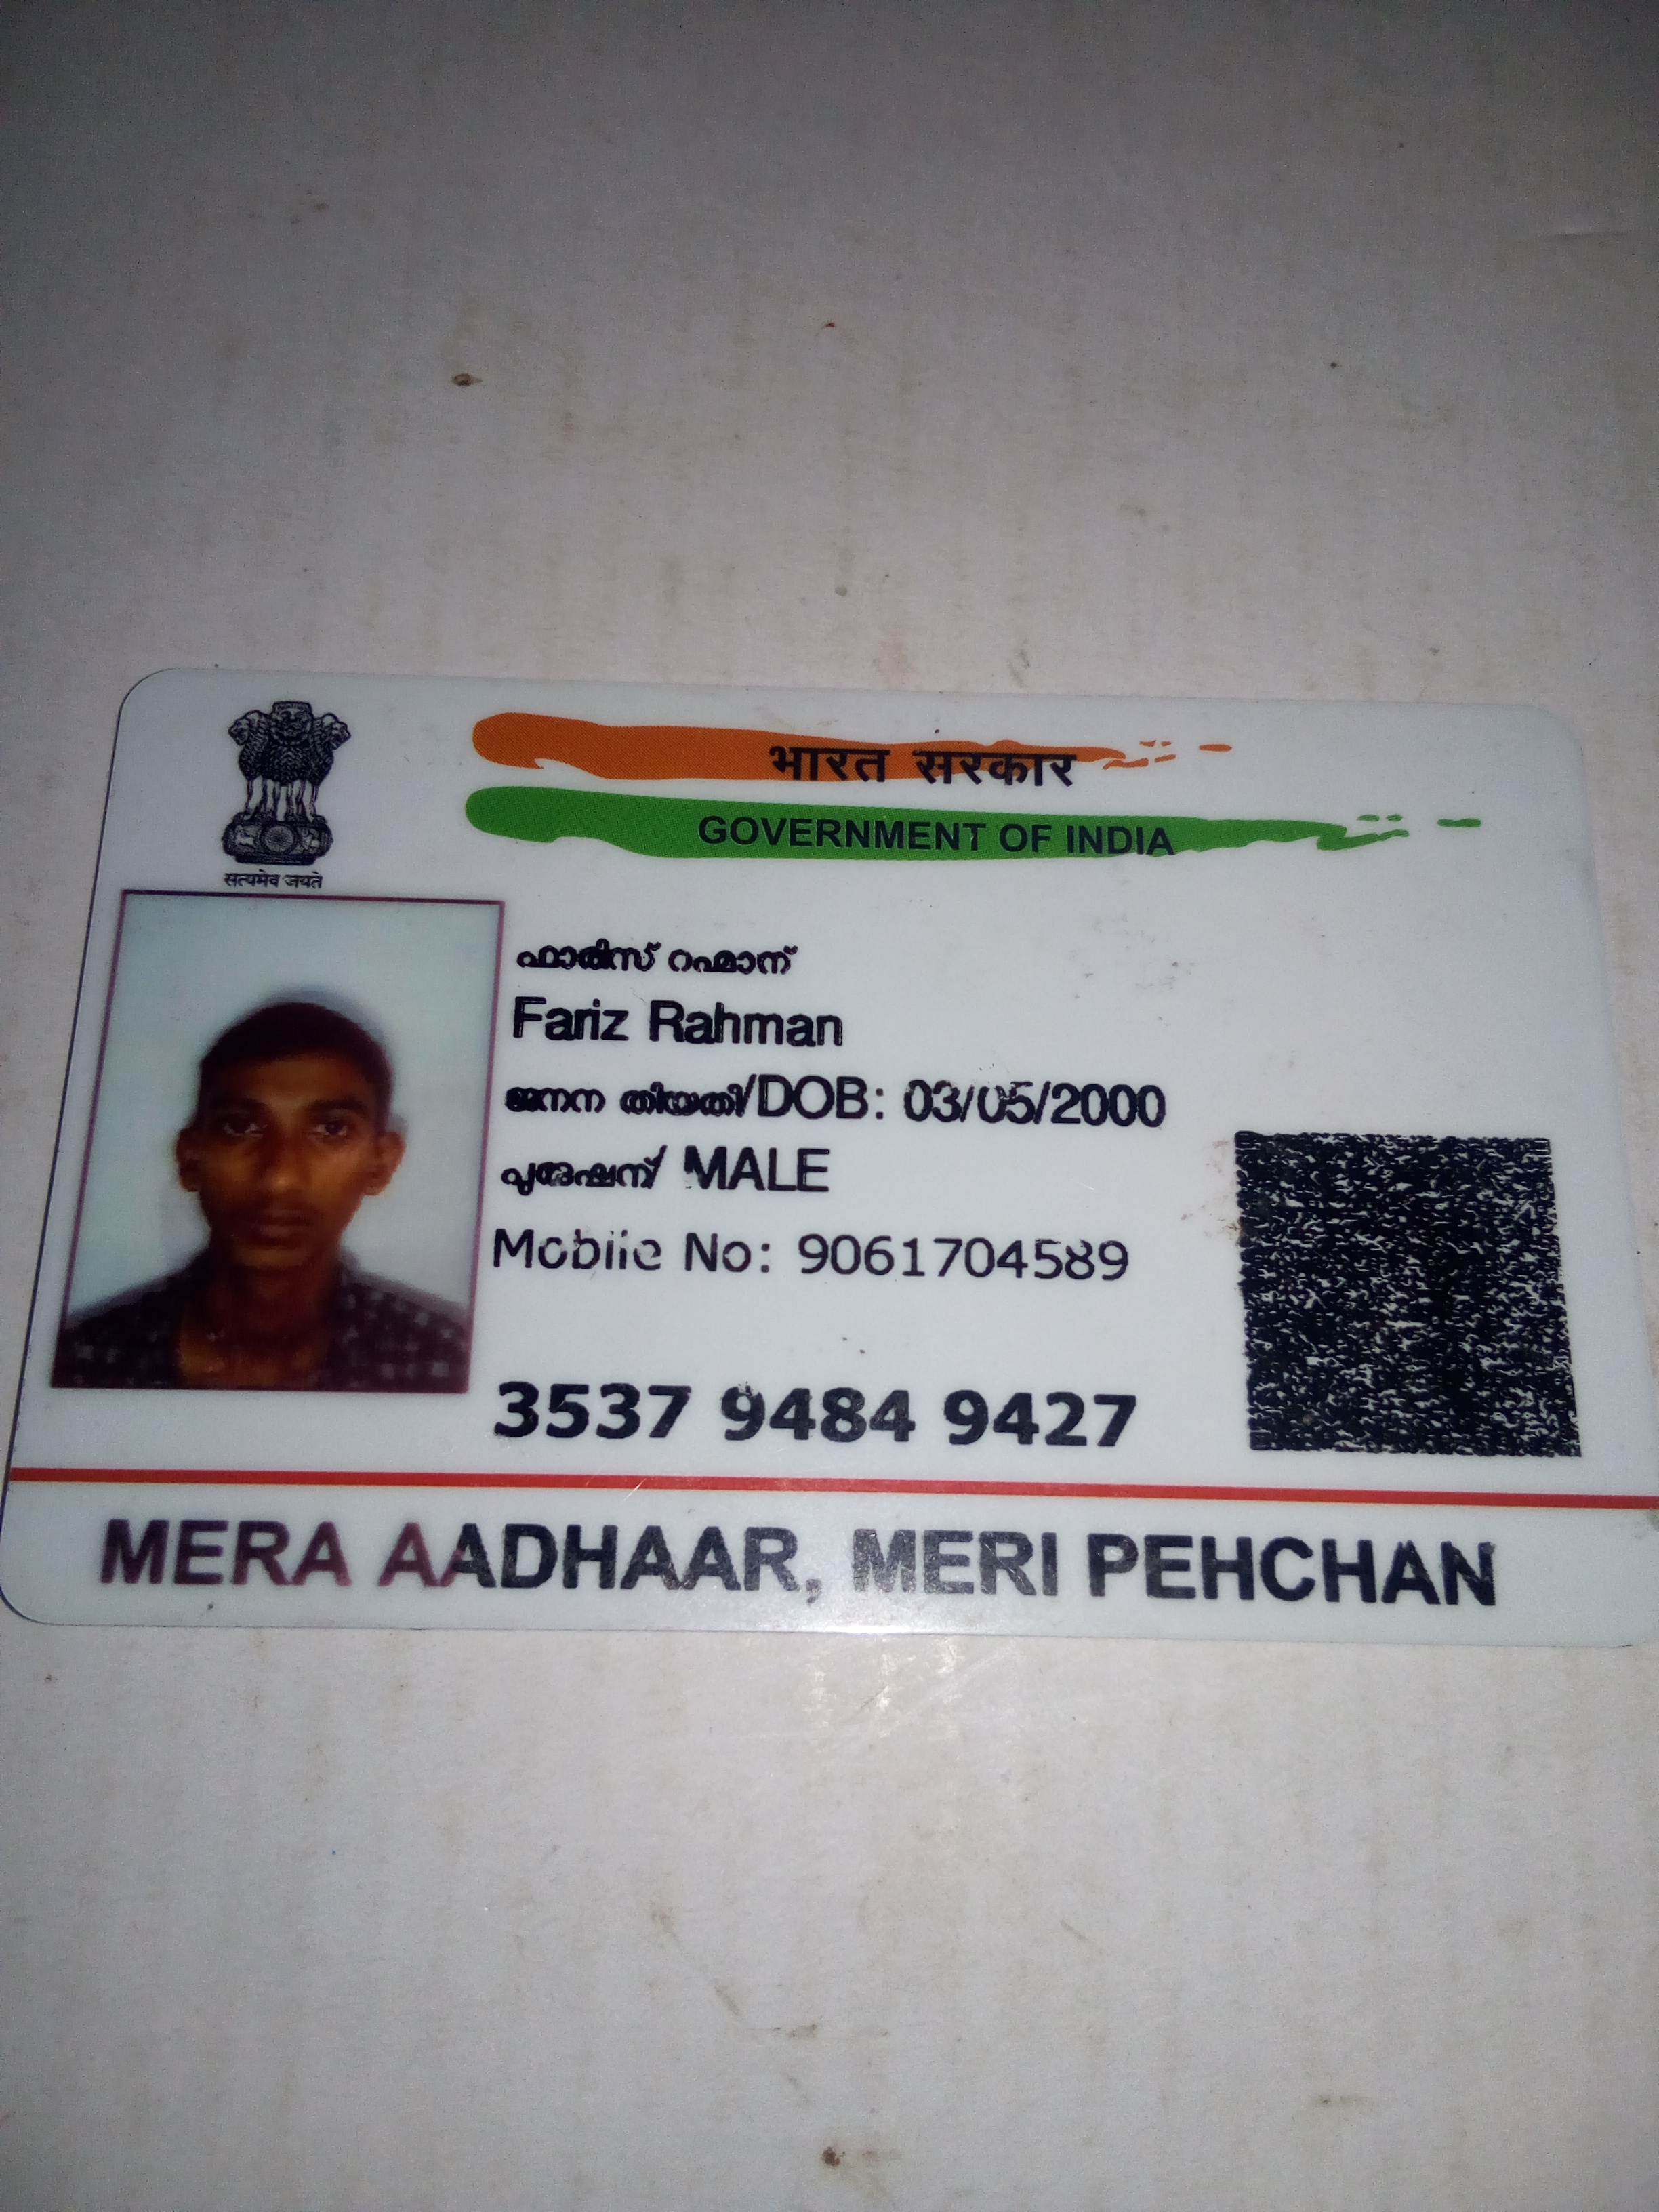 सत्यमेव जयते
भारत सरकार
GOVERNMENT OF INDIA
ഫാരിസ് റഹ്മാന്
Fariz Rahman
ജനന തിയതി/DOB: 03/05/2000
പുരുഷന്/ MALE
Mobile No: 9061704589
3537 9484 9427
MERA AADHAAR, MERI PEHCHAN